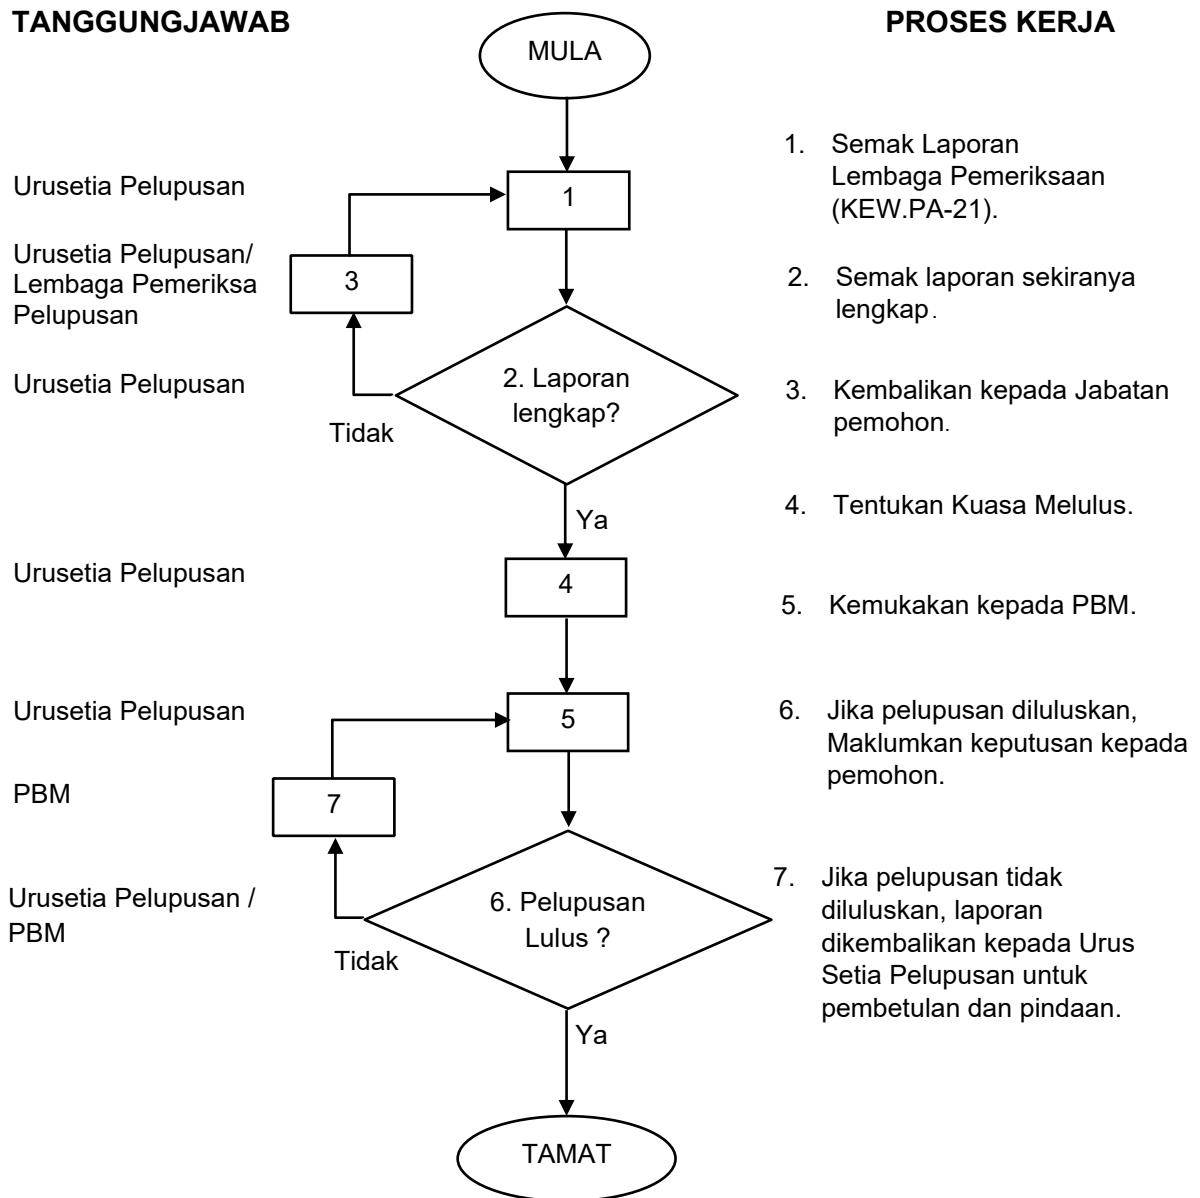 TANGGUNGJAWAB
PROSES KERJA
MULA
Urusetia Pelupusan
1
1. Semak Laporan
Lembaga Pemeriksaan
(KEW.PA-21).
Urusetia Pelupusan/
Lembaga Pemeriksa
Pelupusan
3
2. Semak laporan sekiranya
lengkap.
Urusetia Pelupusan
2. Laporan
lengkap?
Tidak
3. Kembalikan kepada Jabatan
pemohon.
Ya
4. Tentukan Kuasa Melulus.
Urusetia Pelupusan
4
5. Kemukakan kepada PBM.
Urusetia Pelupusan
5
6. Jika pelupusan diluluskan,
Maklumkan keputusan kepada
pemohon.
PBM
7
Urusetia Pelupusan /
PBM
6. Pelupusan
Lulus ?
Tidak
7. Jika pelupusan tidak
diluluskan, laporan
dikembalikan kepada Urus
Setia Pelupusan untuk
pembetulan dan pindaan.
Ya
TAMAT